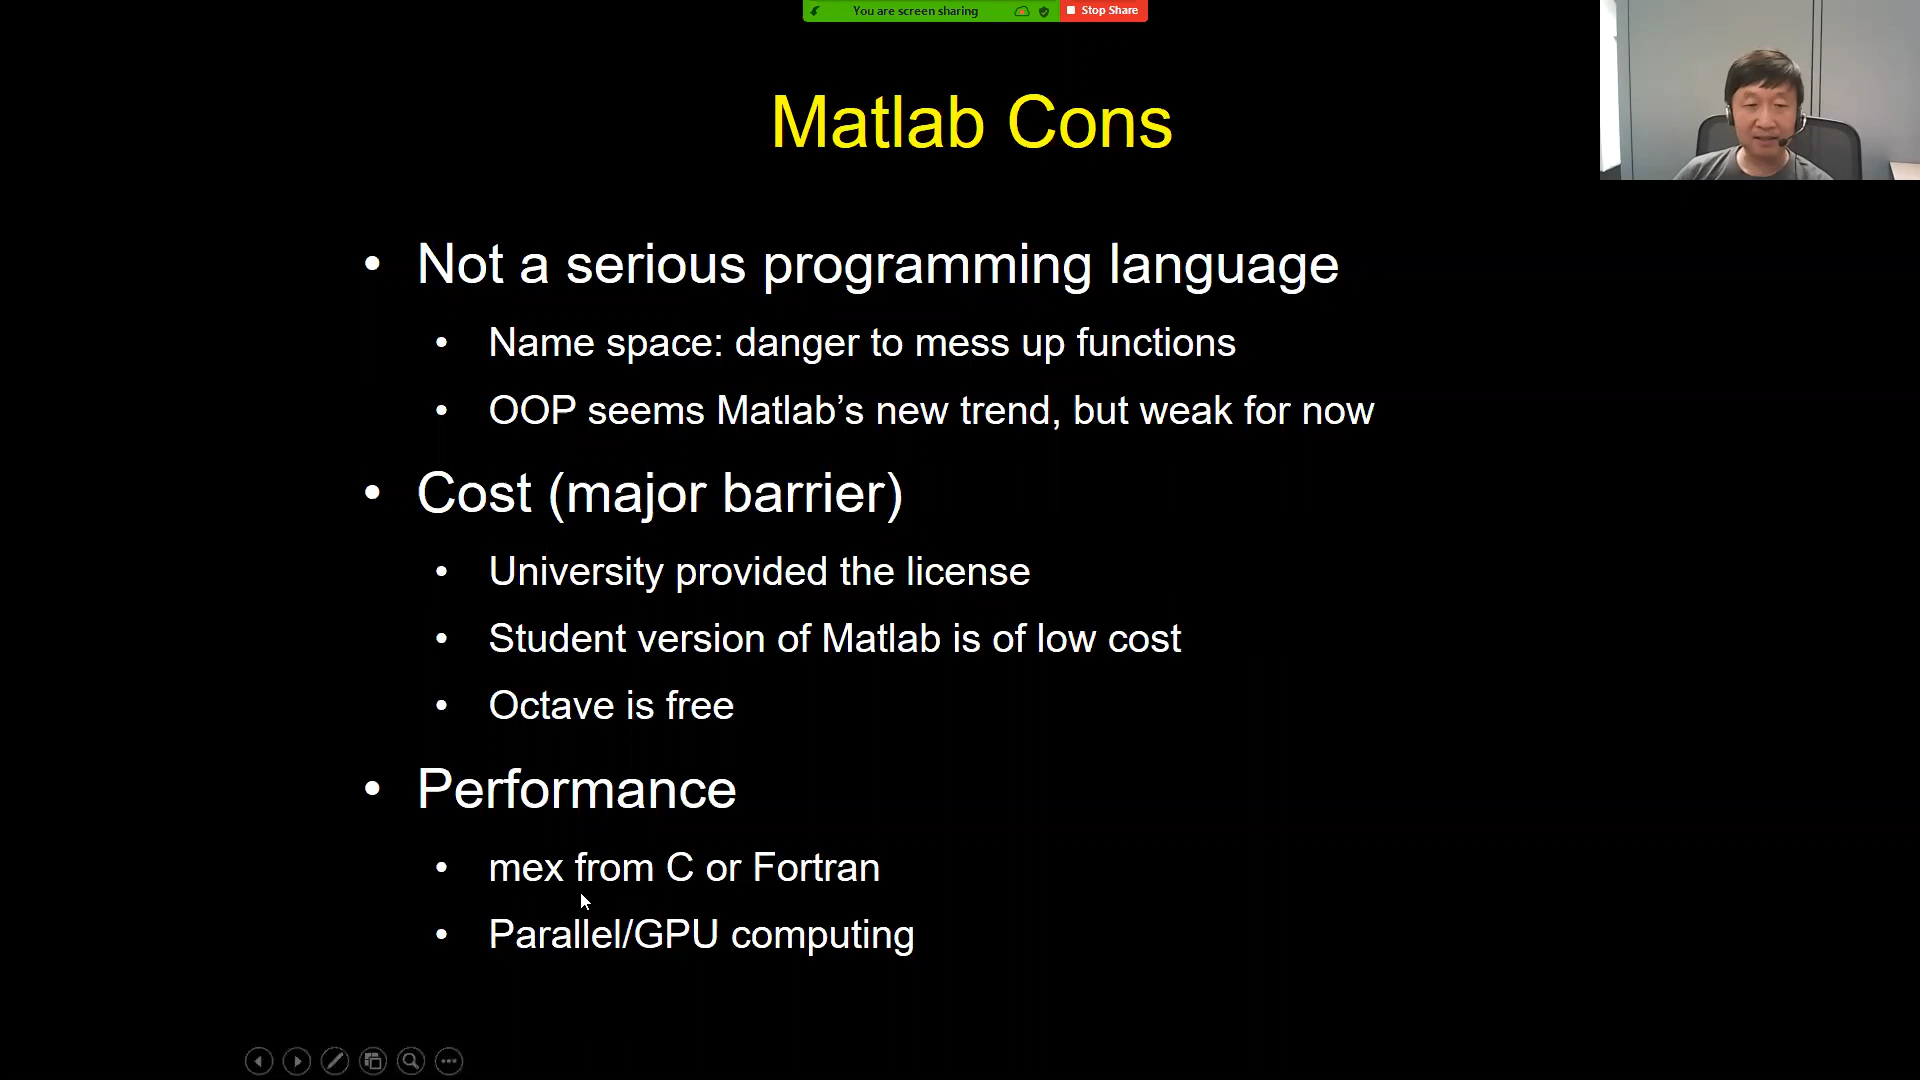 You are screen sharing
Stop Share
Matlab Cons
• Not a serious programming language
• Name space: danger to mess up functions
• OOP seems Matlab’s new trend, but weak for now
• Cost (major barrier)
• University provided the license
• Student version of Matlab is of low cost
• Octave is free
• Performance
• mex from C or Fortran
• Parallel/GPU computing